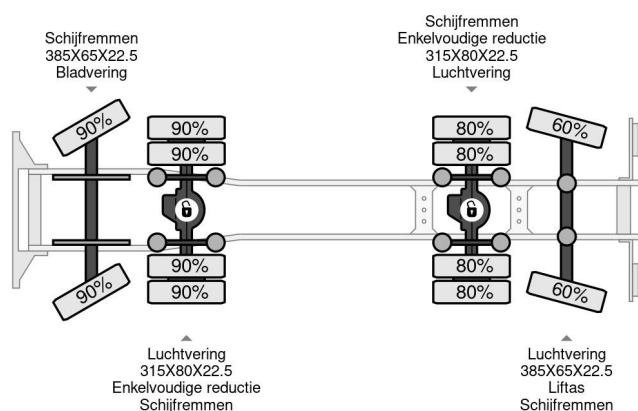 Schijfremmen
385X65X22.5
Bladvering
Schijfremmen
Enkelvoudige reductie
315X80X22.5
Luchtvering
90%
90%
90%
80%
80%
60%
90%
90%
90%
80%
80%
60%
Luchtvering
315X80X22.5
Enkelvoudige reductie
Schijfremmen
Luchtvering
385X65X22.5
Liftas
Schijfremmen